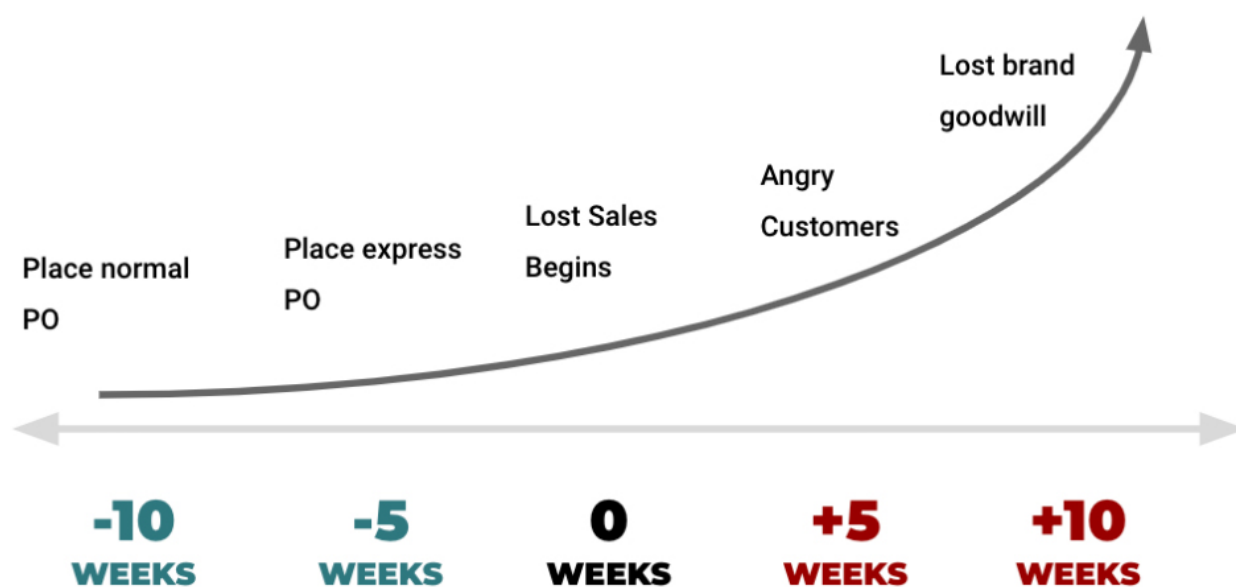 Lost brand
goodwill
Angry
Customers
Lost Sales
Begins
Place express
PO
Place normal
PO
-10
WEEKS
-5
WEEKS
0
WEEKS
+5
WEEKS
+10
WEEKS